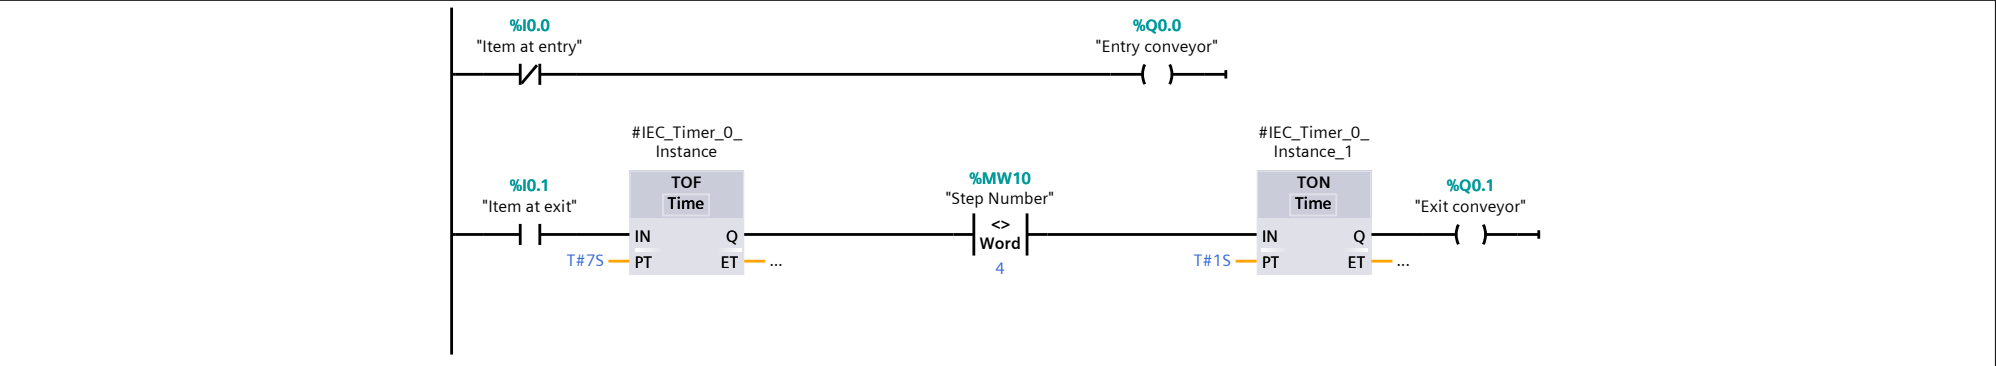 %I0.0
"Item at entry"
%Q0.0
"Entry conveyor"
#IEC_Timer_0_
Instance
#IEC_Timer_0_
Instance_1
%I0.1
"Item at exit"
TOF
Time
IN
Q
T#7S
PT
ET
...
%MW10
"Step Number"
<>
Word
4
TON
Time
IN
Q
T#1S
PT
ET
...
%Q0.1
"Exit conveyor"